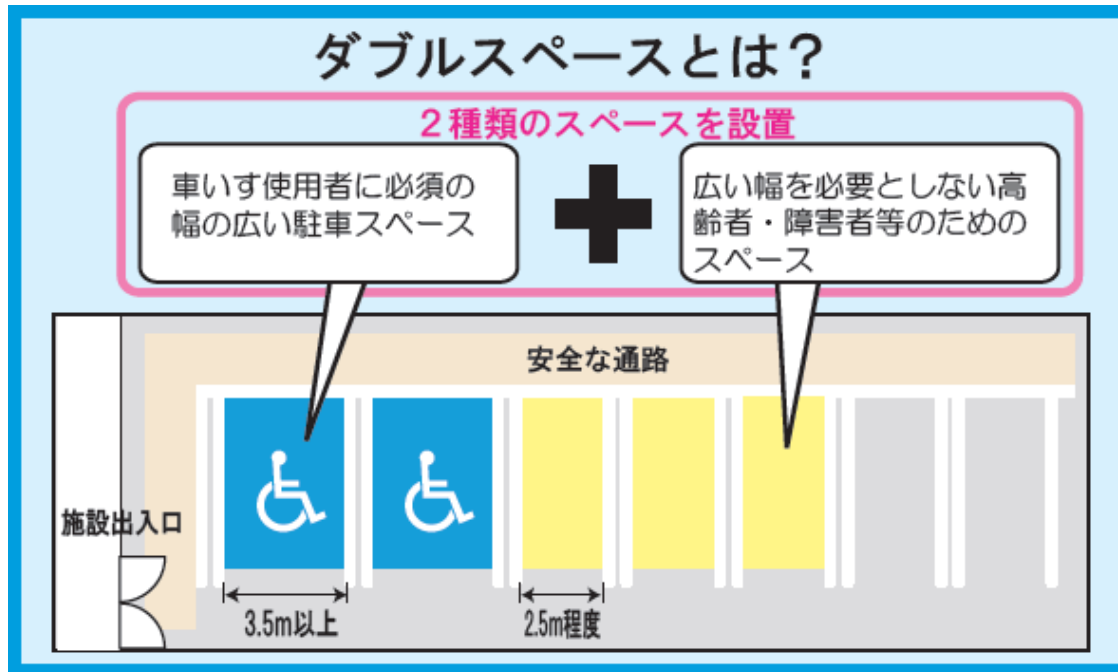 ダブルスペースとは？
２種類のスペースを設置
車いす使用者に必須の
幅の広い駐車スペース
広い幅を必要としない高
齢者・障害者等のための
スペース
安全な通路
施設出入口
3.5m以上
2.5m程度